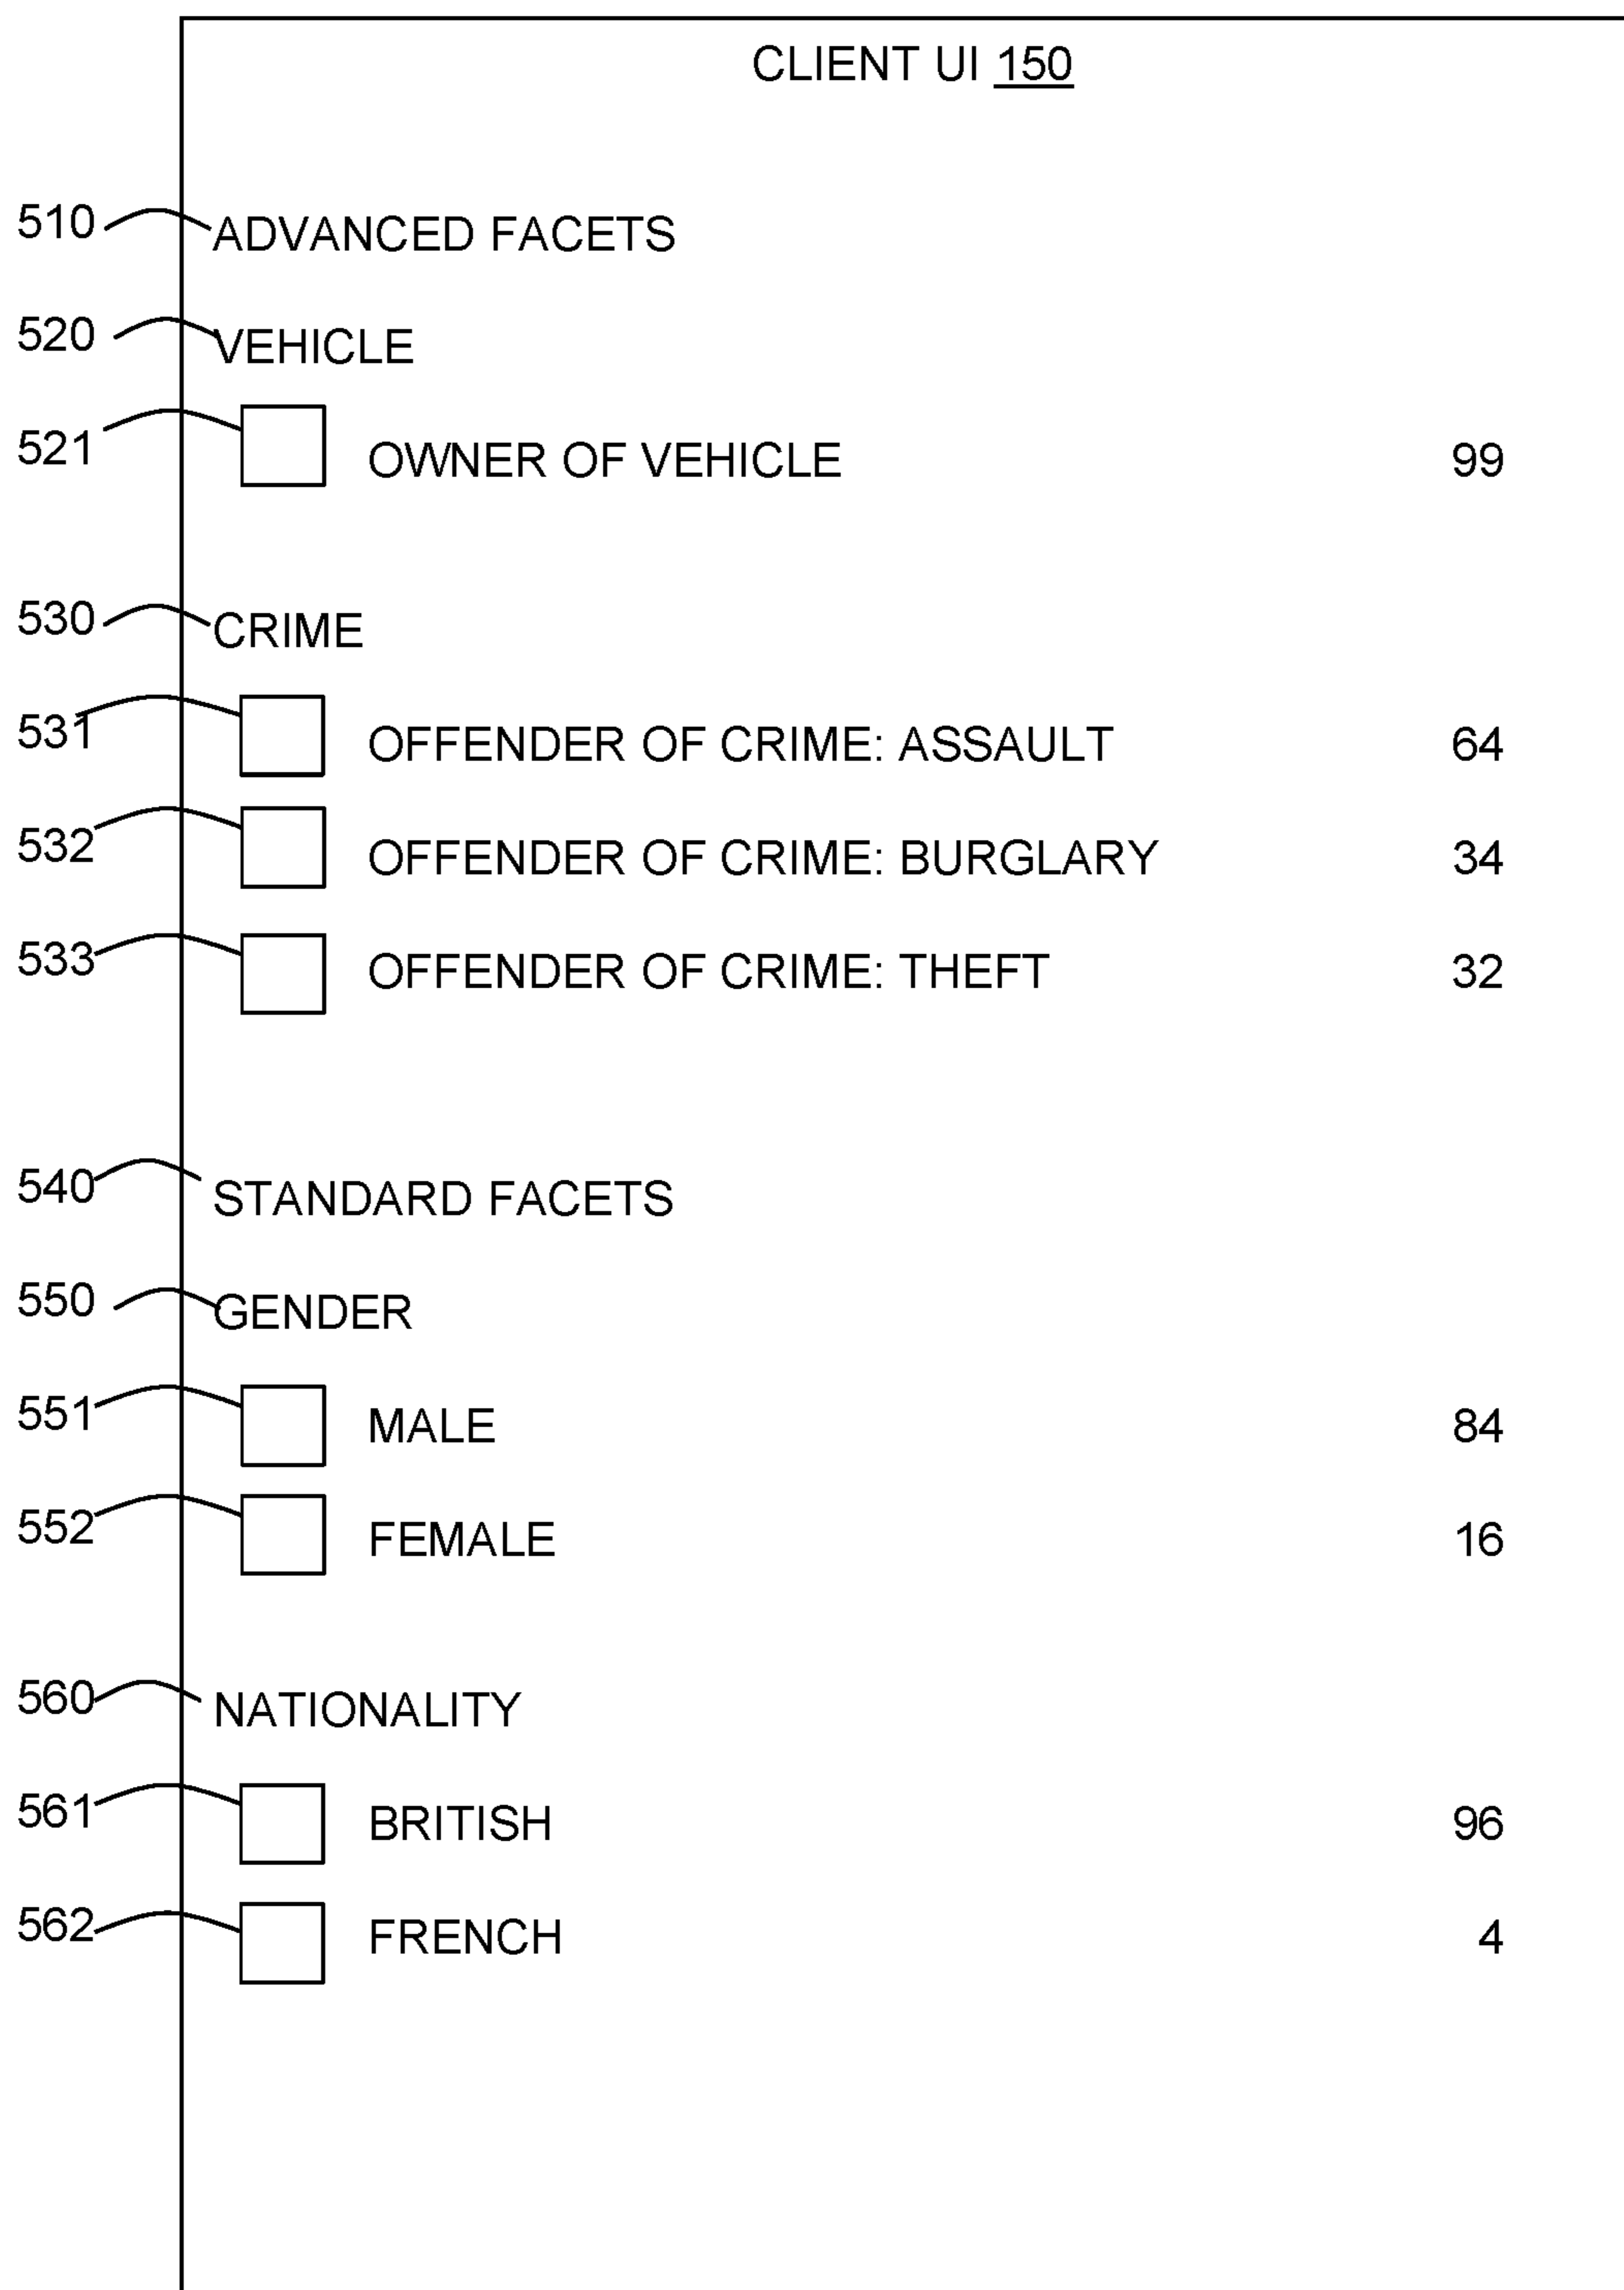 CLIENT UI 150
510 ADVANCED FACETS
520 VEHICLE
521 OWNER OF VEHICLE 99
530 CRIME
531 OFFENDER OF CRIME: ASSAULT 64
532 OFFENDER OF CRIME: BURGLARY 34
533 OFFENDER OF CRIME: THEFT 32
540 STANDARD FACETS
550 GENDER
551 MALE 84
552 FEMALE 16
560 NATIONALITY
561 BRITISH 96
562 FRENCH 4